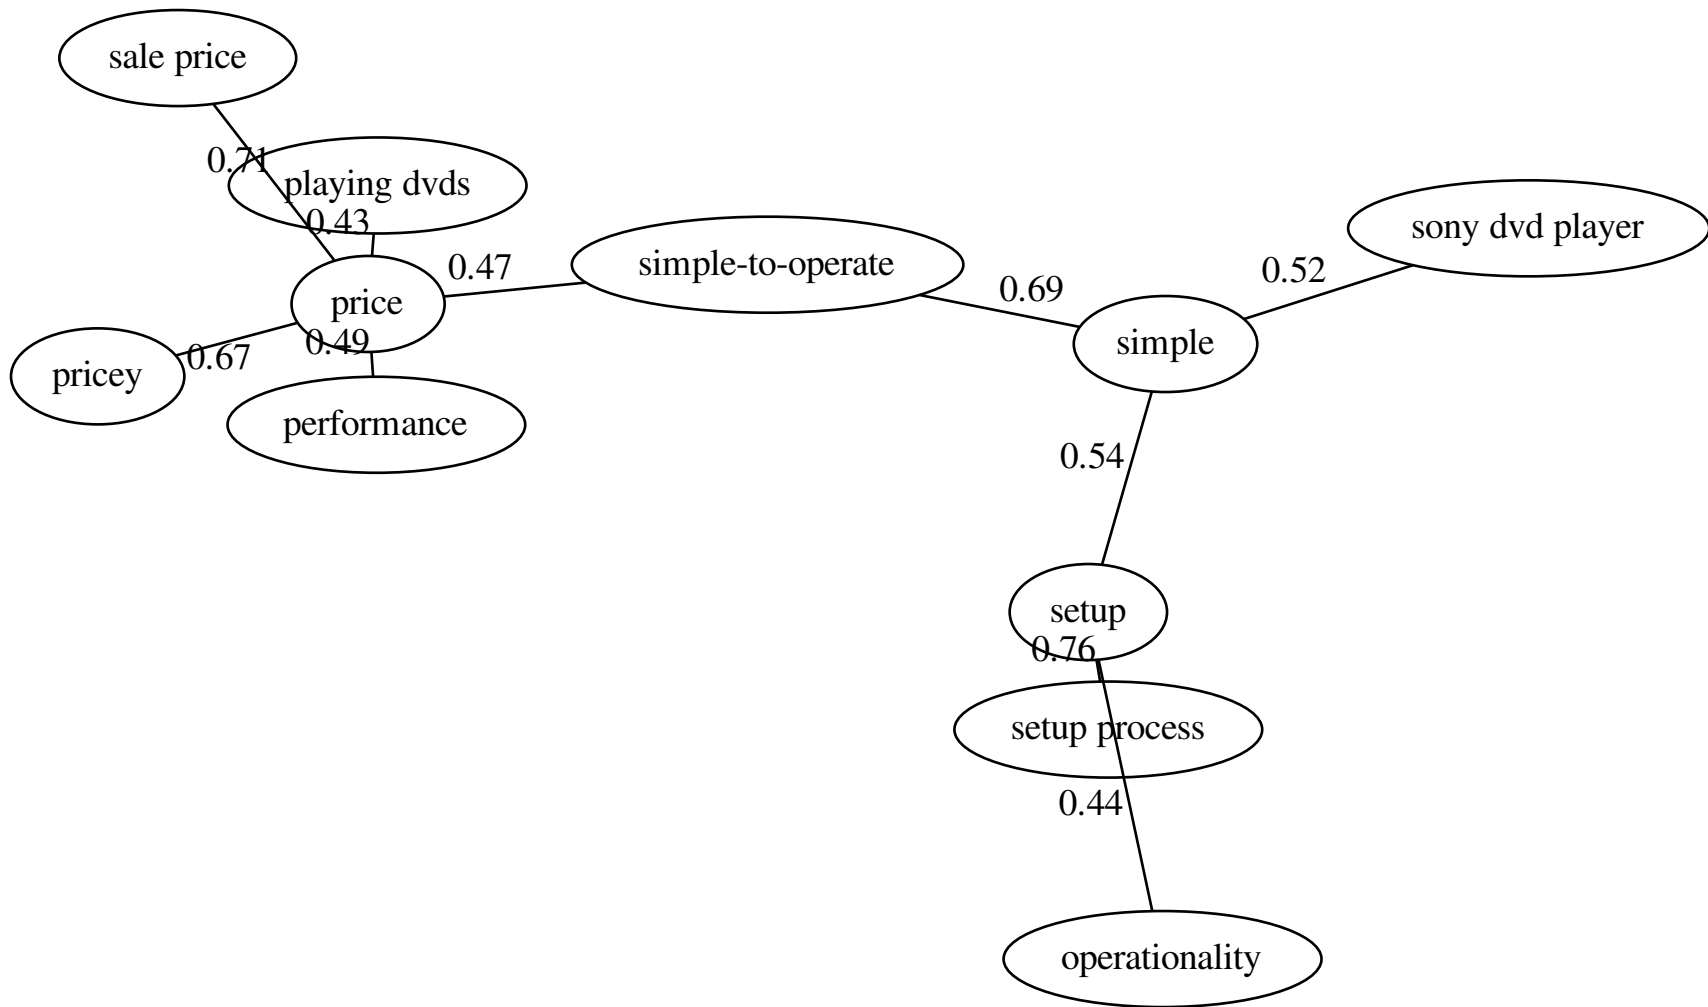 sale price
0.71
playing dvds
0.43
0.47
simple-to-operate
0.69
0.52
sony dvd player
price
0.49
0.67
pricey
performance
simple
0.54
setup
0.76
setup process
0.44
operationality